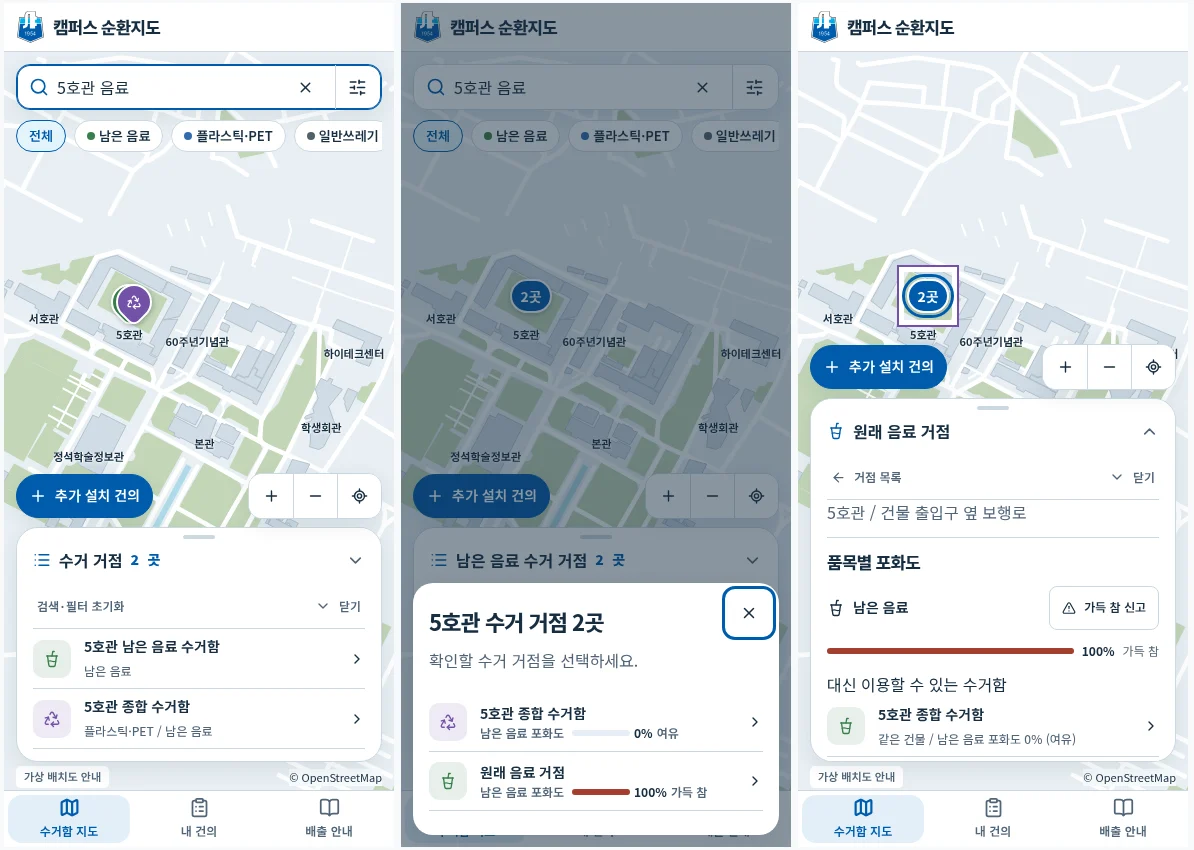 1954
캠퍼스 순환지도
5호관 음료
전체
남은 음료
플라스틱·PET
일반쓰레기
서호관
5호관
60주년기념관
하이테크센터
학생회관
본관
정석학술정보관
추가 설치 건의
수거 거점 2 곳
검색·필터 초기화
닫기
5호관 남은 음료 수거함
남은 음료
5호관 종합 수거함
플라스틱·PET / 남은 음료
가상 배치도 안내
© OpenStreetMap
수거함 지도
내 건의
배출 안내
1954
캠퍼스 순환지도
5호관 음료
전체
남은 음료
플라스틱·PET
일반쓰레기
2곳
서호관
5호관
60주년기념관
하이테크센터
학생회관
본관
정석학술정보관
추가 설치 건의
남은 음료 수거 거점 2 곳
5호관 수거 거점 2곳
확인할 수거 거점을 선택하세요.
5호관 종합 수거함
남은 음료 포화도 0% 여유
원래 음료 거점
남은 음료 포화도 100% 가득 참
내 건의
1954
캠퍼스 순환지도
2곳
서호관
5호관
60주년기념관
추가 설치 건의
원래 음료 거점
거점 목록
닫기
5호관 / 건물 출입구 옆 보행로
품목별 포화도
남은 음료
가득 참 신고
100% 가득 참
대신 이용할 수 있는 수거함
5호관 종합 수거함
같은 건물 / 남은 음료 포화도 0% (여유)
가상 배치도 안내
© OpenStreetMap
수거함 지도
내 건의
배출 안내